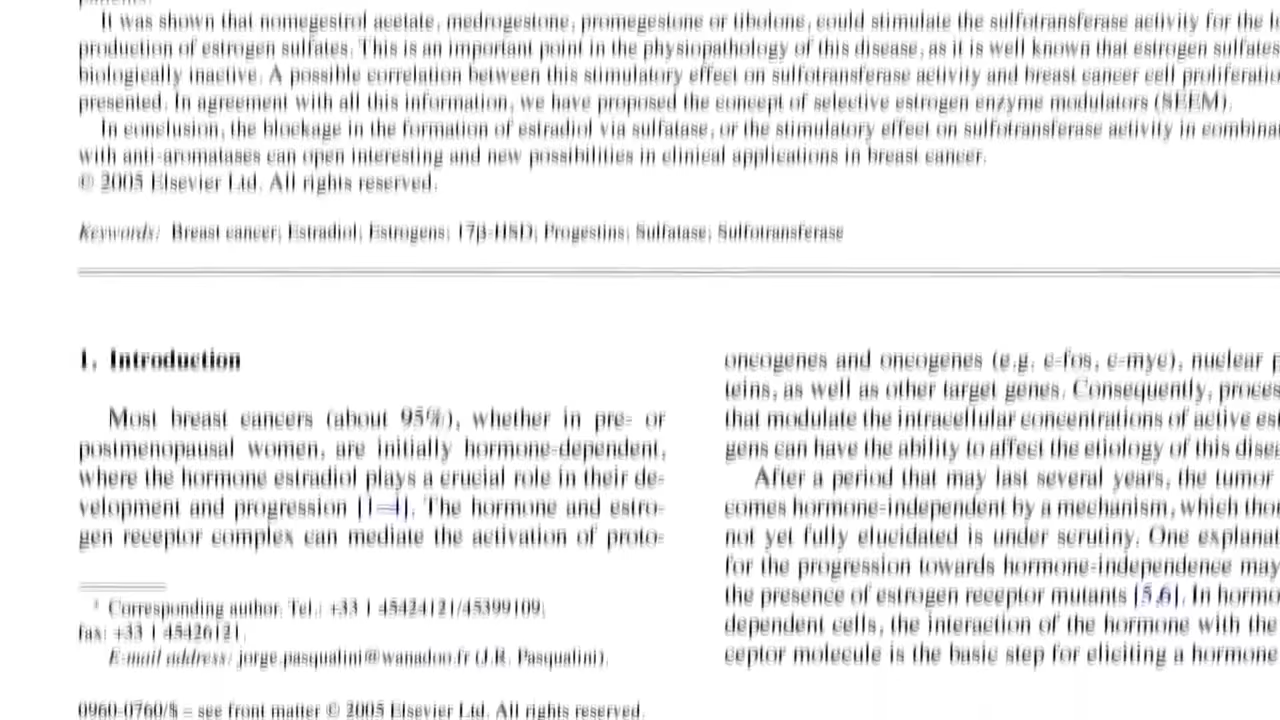 It was shown that nomegestrol acetate, medrogestone, promegestone or tibolone, could stimulate the sulfotransferase activity for the
production of estrogen sulfates. This is an important point in the physiopathology of this disease, as it is well known that estrogen sulfates
biologically inactive. A possible correlation between this stimulatory effect on sulfotransferase activity and breast cancer cell proliferatio
presented. In agreement with all this information, we have proposed the concept of selective estrogen enzyme modulators (SEEM).
In conclusion, the blockage in the formation of estradiol via sulfatase, or the stimulatory effect on sulfotransferase activity in combina
with anti-aromatases can open interesting and new possibilities in clinical applications in breast cancer.
© 2005 Elsevier Ltd. All rights reserved.
Keywords: Breast cancer; Estradiol; Estrogens; 17β-HSD; Progestins; Sulfatase; Sulfotransferase
1. Introduction
Most breast cancers (about 95%), whether in pre- or
postmenopausal women, are initially hormone-dependent,
where the hormone estradiol plays a crucial role in their de-
velopment and progression [1–4]. The hormone and estro-
gen receptor complex can mediate the activation of proto-
* Corresponding author. Tel.: +33 1 45424121/45399109;
fax: +33 1 45426121.
E-mail address: jorge.pasqualini@wanadoo.fr (J.R. Pasqualini).
0960-0760/$ – see front matter © 2005 Elsevier Ltd. All rights reserved.
oncogenes and oncogenes (e.g. c-fos, c-myc), nuclear p
teins, as well as other target genes. Consequently, proces
that modulate the intracellular concentrations of active es
gens can have the ability to affect the etiology of this dise
After a period that may last several years, the tumor
comes hormone-independent by a mechanism, which tho
not yet fully elucidated is under scrutiny. One explanat
for the progression towards hormone-independence may
the presence of estrogen receptor mutants [5,6]. In hormo
dependent cells, the interaction of the hormone with the
ceptor molecule is the basic step for eliciting a hormone